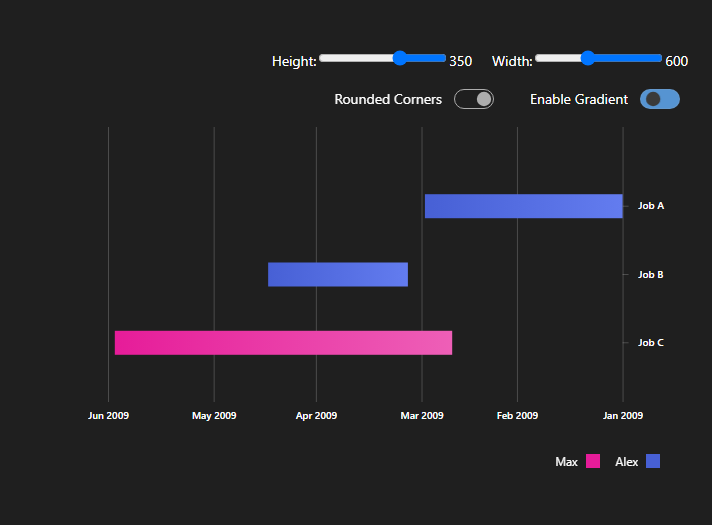 Height: 350 Width: 600
Rounded Corners Enable Gradient
Job A
Job B
Job C
Jun 2009 May 2009 Apr 2009 Mar 2009 Feb 2009 Jan 2009
Max Alex